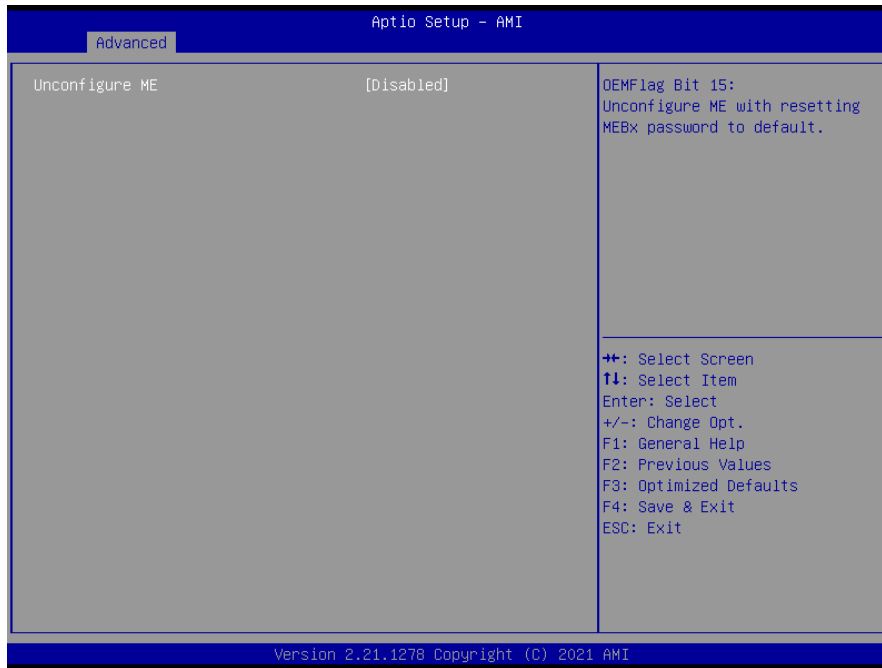 Aptio Setup – AMI
Advanced
Unconfigure ME [Disabled]
OEMFlag Bit 15:
Unconfigure ME with resetting
MEBx password to default.
→←: Select Screen
↑↓: Select Item
Enter: Select
+/-: Change Opt.
F1: General Help
F2: Previous Values
F3: Optimized Defaults
F4: Save & Exit
ESC: Exit
Version 2.21.1278 Copyright (C) 2021 AMI